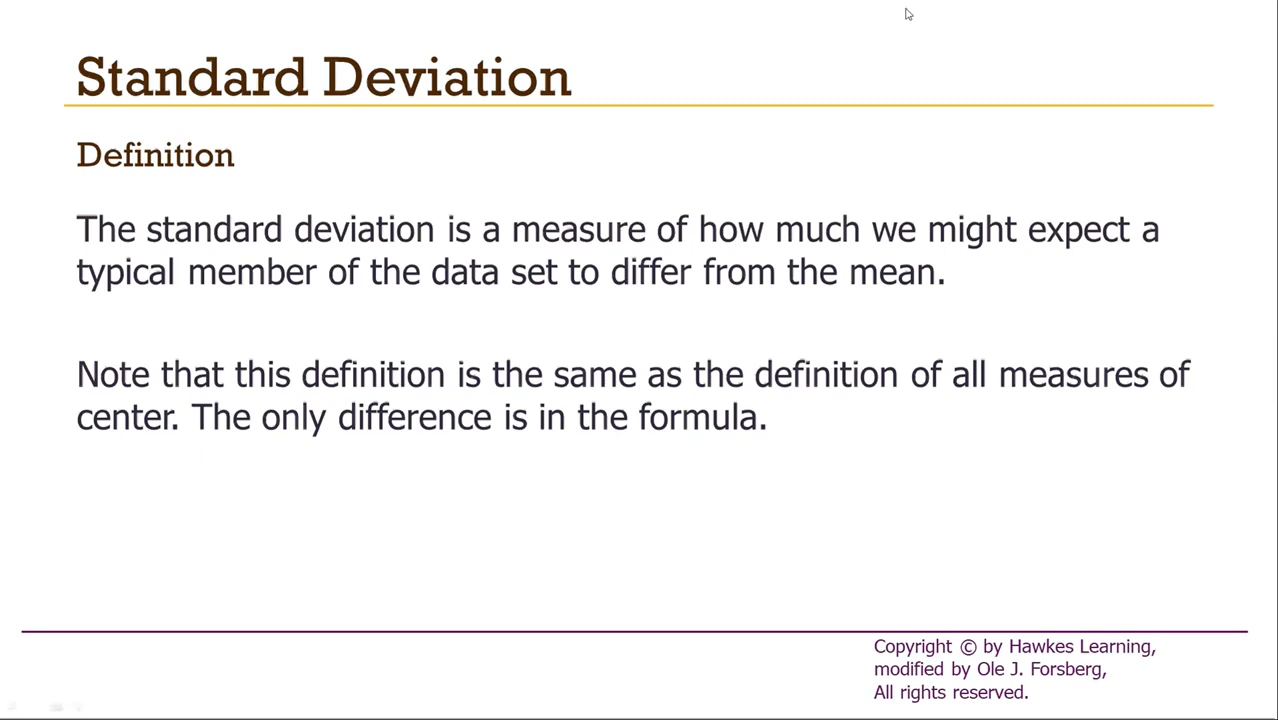 Standard Deviation
Definition
The standard deviation is a measure of how much we might expect a
typical member of the data set to differ from the mean.
Note that this definition is the same as the definition of all measures of
center. The only difference is in the formula.
Copyright © by Hawkes Learning,
modified by Ole J. Forsberg,
All rights reserved.